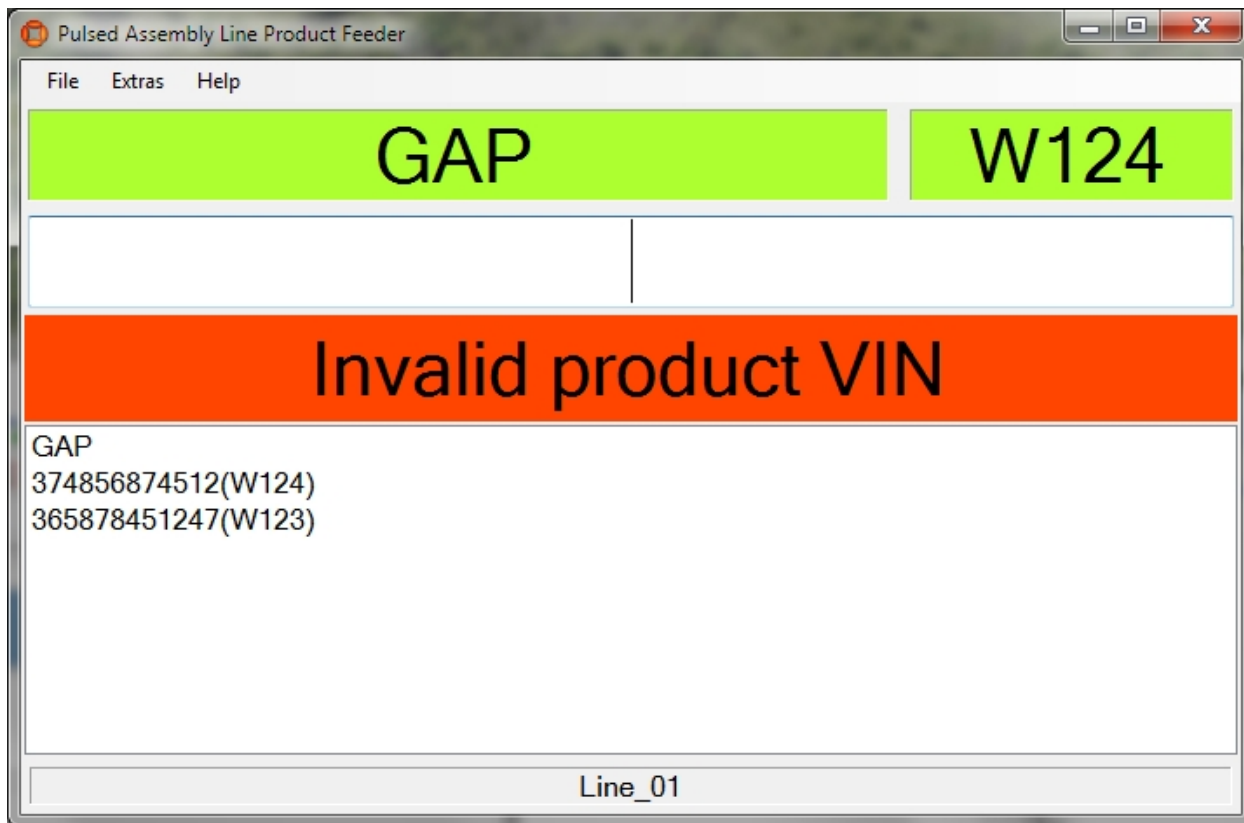 Pulsed Assembly Line Product Feeder
File Extras Help
GAP W124
Invalid product VIN
GAP
374856874512(W124)
365878451247(W123)
Line_01